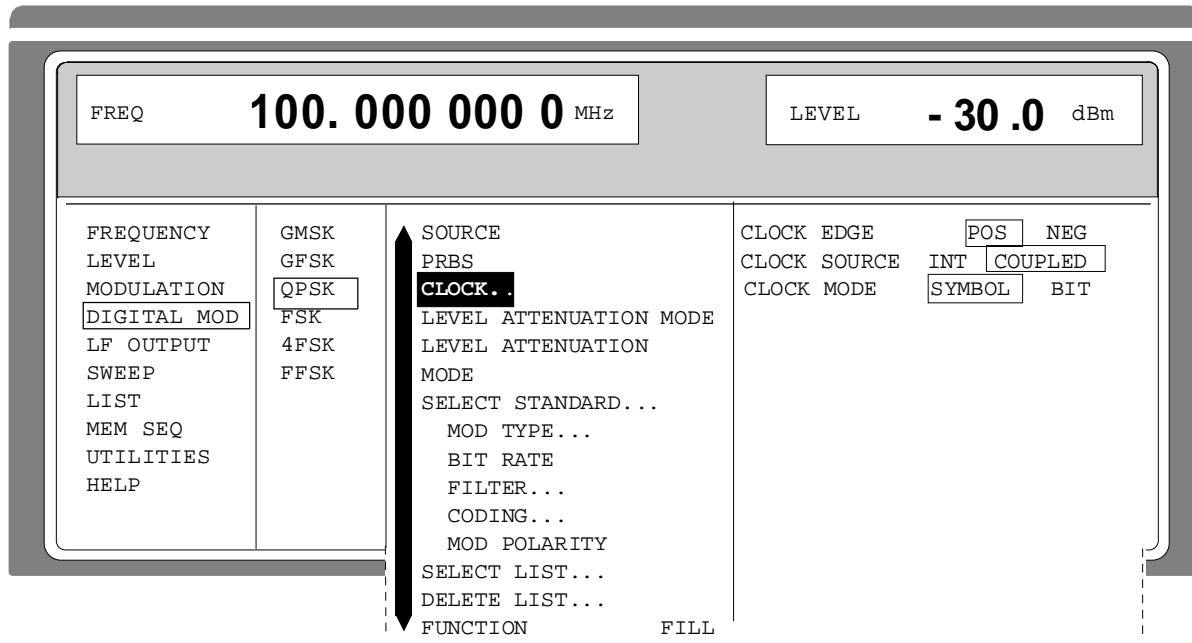 FREQ 100. 000 000 0 MHz LEVEL - 30 .0 dBm
FREQUENCY
LEVEL
MODULATION
DIGITAL MOD
LF OUTPUT
SWEEP
LIST
MEM SEQ
UTILITIES
HELP
GMSK
GFSK
QPSK
FSK
4FSK
FFSK
SOURCE
PRBS
CLOCK..
LEVEL ATTENUATION MODE
LEVEL ATTENUATION
MODE
SELECT STANDARD...
MOD TYPE...
BIT RATE
FILTER...
CODING...
MOD POLARITY
SELECT LIST...
DELETE LIST...
FUNCTION FILL
CLOCK EDGE POS NEG
CLOCK SOURCE INT COUPLED
CLOCK MODE SYMBOL BIT